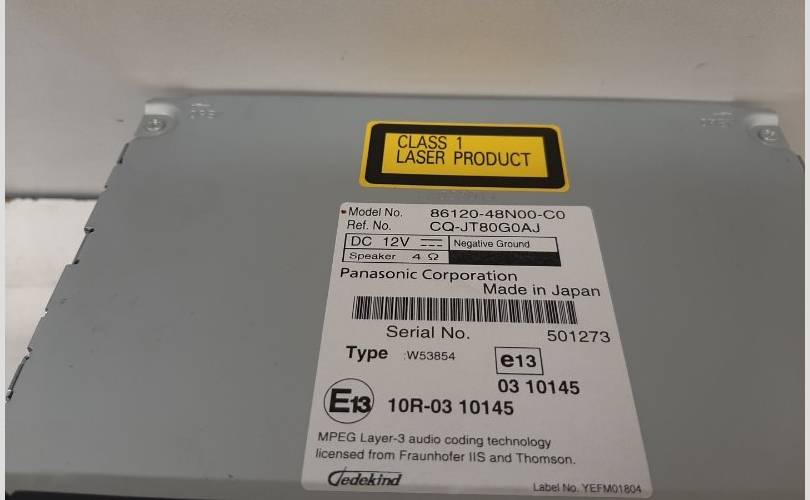 CLASS 1
LASER PRODUCT
Model No. 86120-48N00-C0
Ref. No. CQ-JT80G0AJ
DC 12V Negative Ground
Speaker 4 Ω
Panasonic Corporation
Made in Japan
Serial No. 501273
Type :W53854 e13
03 10145
E13 10R-03 10145
MPEG Layer-3 audio coding technology
licensed from Fraunhofer IIS and Thomson.
Jedekind
Label No. YEFM01804